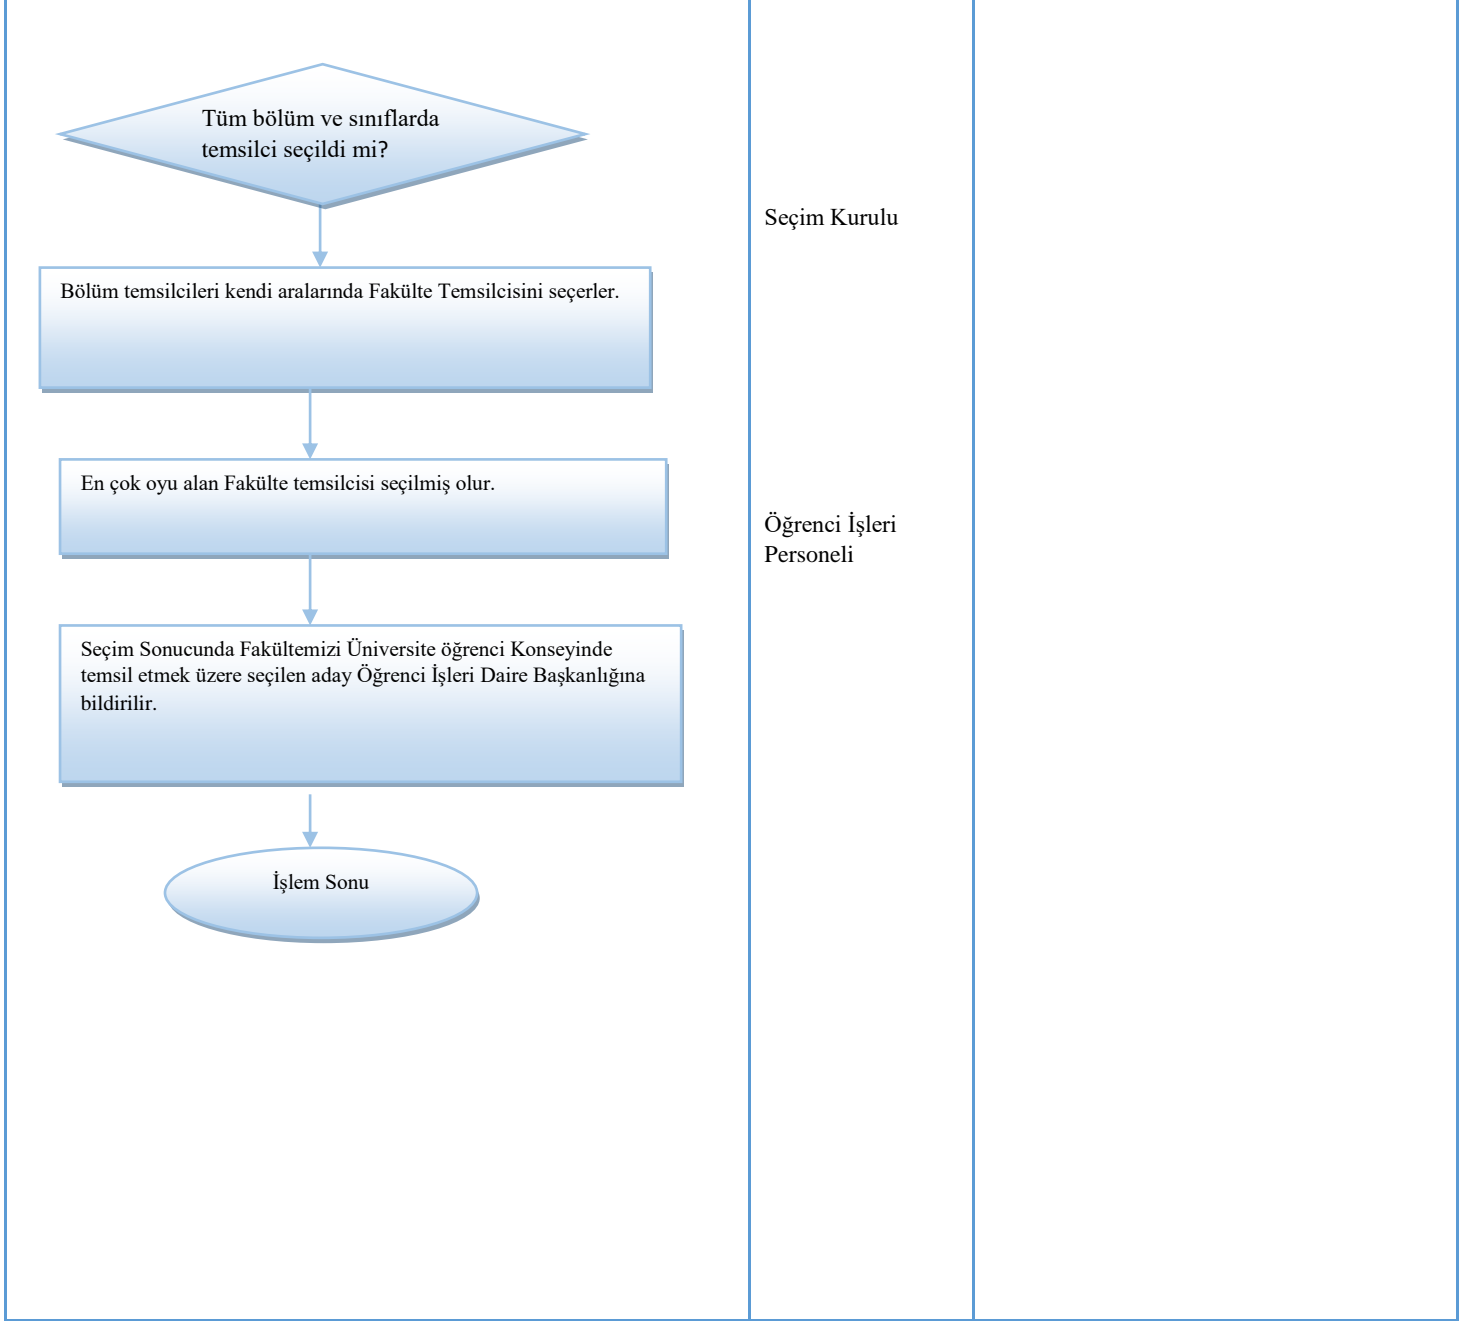 Tüm bölüm ve sınıflarda
temsilci seçildi mi?
Seçim Kurulu
Bölüm temsilcileri kendi aralarında Fakülte Temsilcisini seçerler.
En çok oyu alan Fakülte temsilcisi seçilmiş olur.
Öğrenci İşleri
Personeli
Seçim Sonucunda Fakültemizi Üniversite öğrenci Konseyinde
temsil etmek üzere seçilen aday Öğrenci İşleri Daire Başkanlığına
bildirilir.
İşlem Sonu